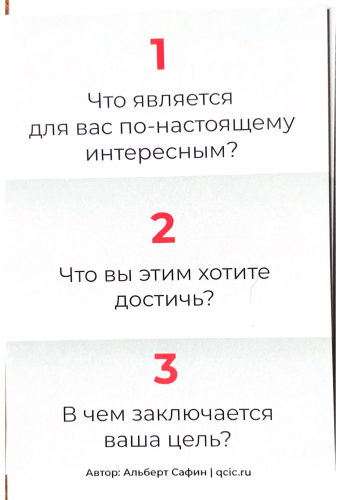 1
Что является
для вас по-настоящему
интересным?
2
Что вы этим хотите
достичь?
3
В чем заключается
ваша цель?
Автор: Альберт Сафин | qcic.ru